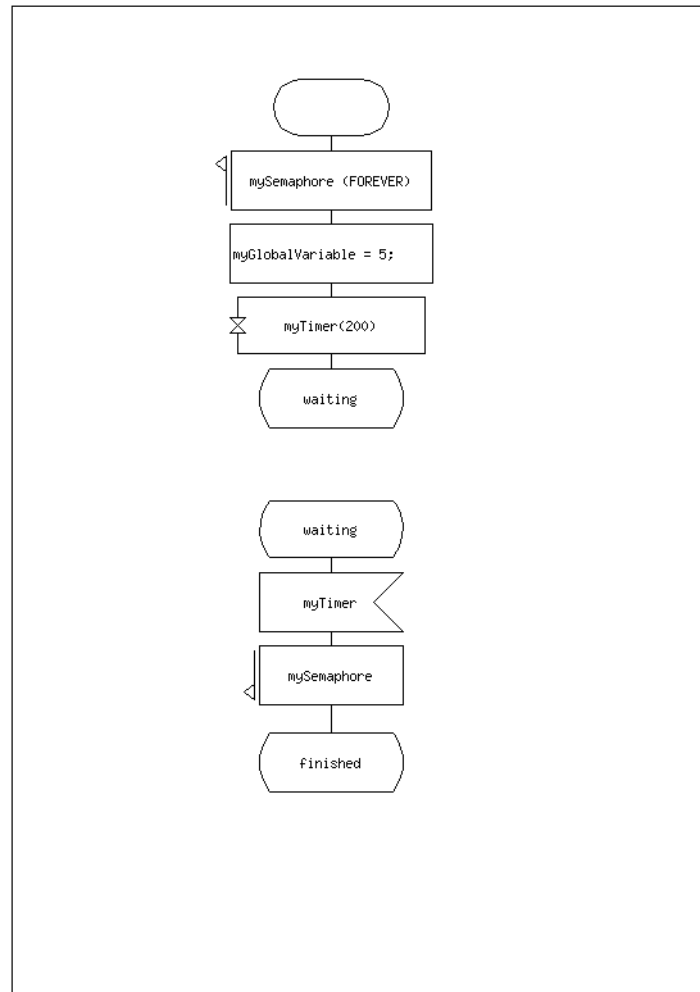 mySemaphore (FOREVER)
myGlobalVariable = 5;
myTimer(200)
waiting
waiting
myTimer
mySemaphore
finished